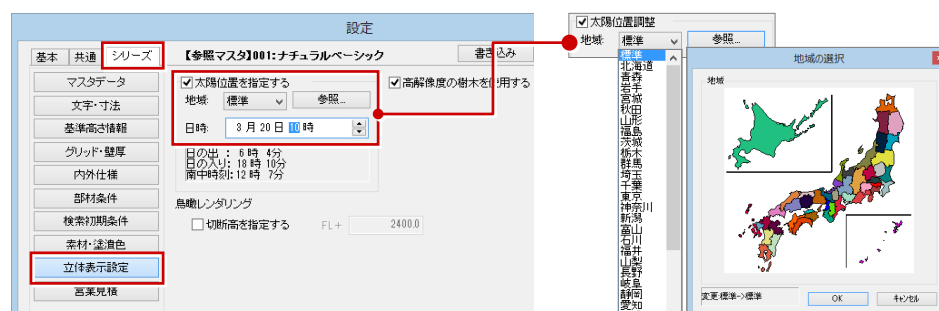 設定
基本 共通 シリーズ
【参照マスタ】001:ナチュラルベーシック
書き込み
マスタデータ
文字・寸法
基準高さ情報
グリッド・壁厚
内外仕様
部材条件
検索初期条件
素材・塗漬色
立体表示設定
営業見積
太陽位置を指定する
地域: 標準 参照...
日時: 3 月 20 日 10 時
高解像度の樹木を使用する
日の出 : 6 時 4分
日の入り: 18 時 10分
南中時刻: 12 時 7分
鳥瞰レンダリング
切断高を指定する FL+ 2400.0
太陽位置調整
地域: 標準 参照...
標準
北海道
青森
岩手
宮城
秋田
山形
福島
茨城
栃木
群馬
埼玉
千葉
東京
神奈川
新潟
富山
石川
福井
山梨
長野
岐阜
静岡
愛知
地域の選択
地域
変更:標準->標準
OK
キャンセル